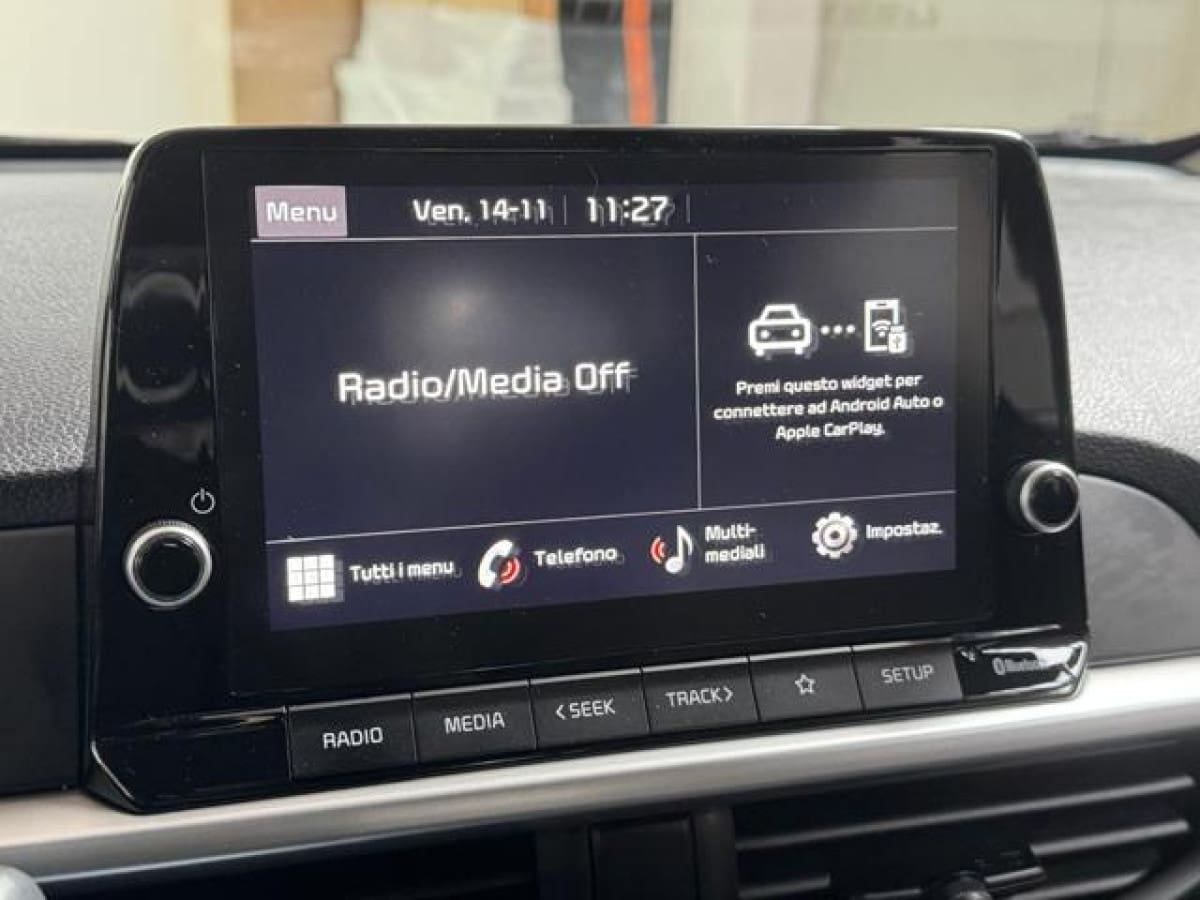 Menu
Ven. 14-11
11:27
Radio/Media Off
Premi questo widget per
connettere ad Android Auto o
Apple CarPlay.
Tutti i menu
Telefono
Multi-
mediali
Impostaz.
RADIO
MEDIA
< SEEK
TRACK >
SETUP
Bluetooth